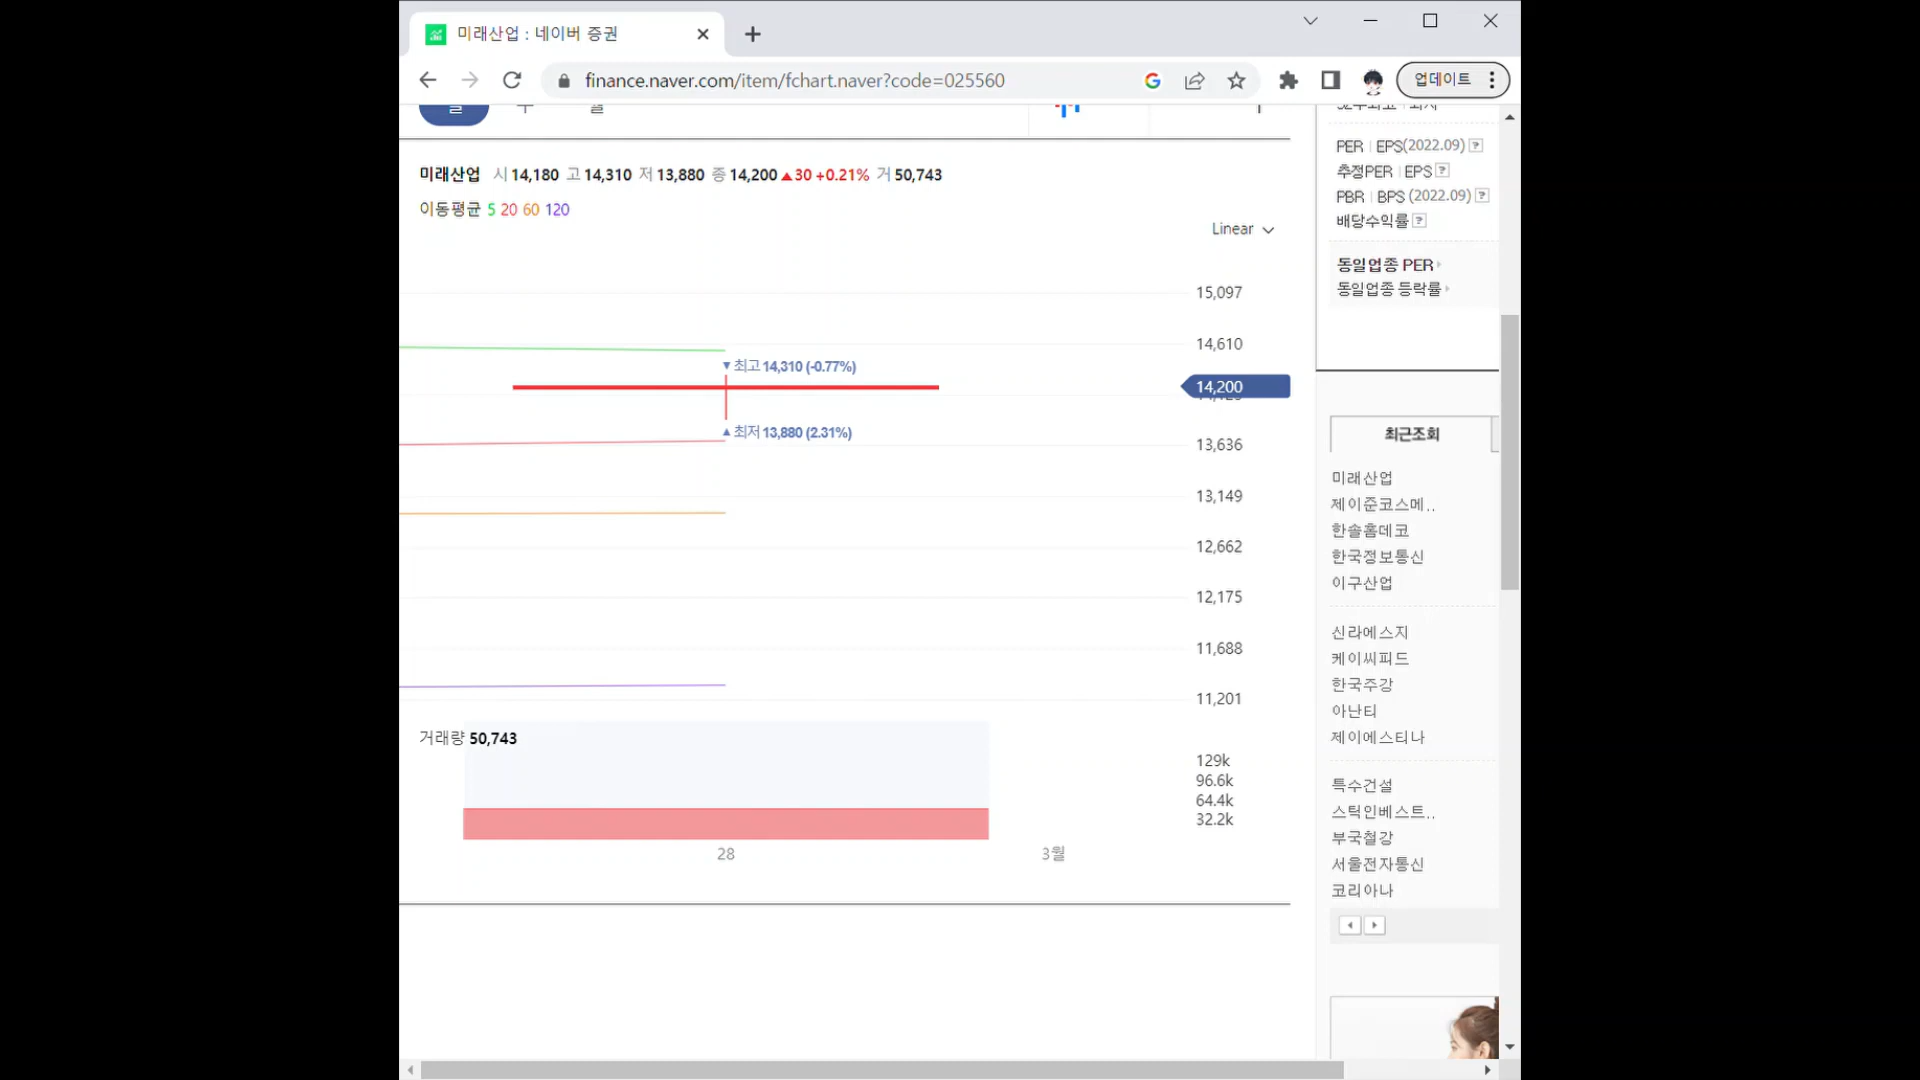 미래산업 : 네이버 증권
finance.naver.com/item/fchart.naver?code=025560
업데이트
미래산업 시 14,180 고 14,310 저 13,880 종 14,200 ▲30 +0.21% 거 50,743
이동평균 5 20 60 120
Linear
15,097
14,610
▼최고 14,310 (-0.77%)
14,200
▲최저 13,880 (2.31%)
13,636
13,149
12,662
12,175
11,688
11,201
거래량 50,743
129k
96.6k
64.4k
32.2k
28
3월
PER | EPS(2022.09) ?
추정PER | EPS ?
PBR | BPS (2022.09) ?
배당수익률 ?
동일업종 PER
동일업종 등락률
최근조회
미래산업
제이준코스메..
한솔홈데코
한국정보통신
이구산업
신라에스지
케이씨피드
한국주강
아난티
제이에스티나
특수건설
스틱인베스트..
부국철강
서울전자통신
코리아나